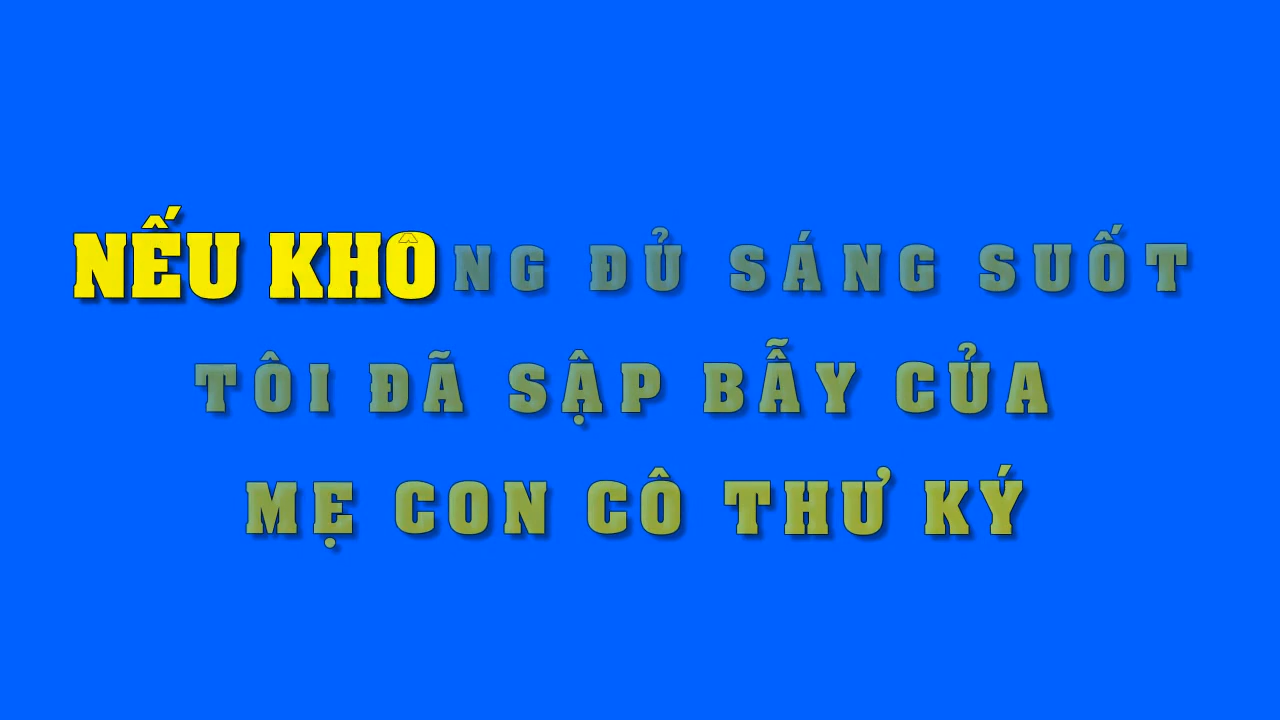 NẾU KHÔNG ĐỦ SÁNG SUỐT
TÔI ĐÃ SẬP BẪY CỦA
MẸ CON CÔ THƯ KÝ